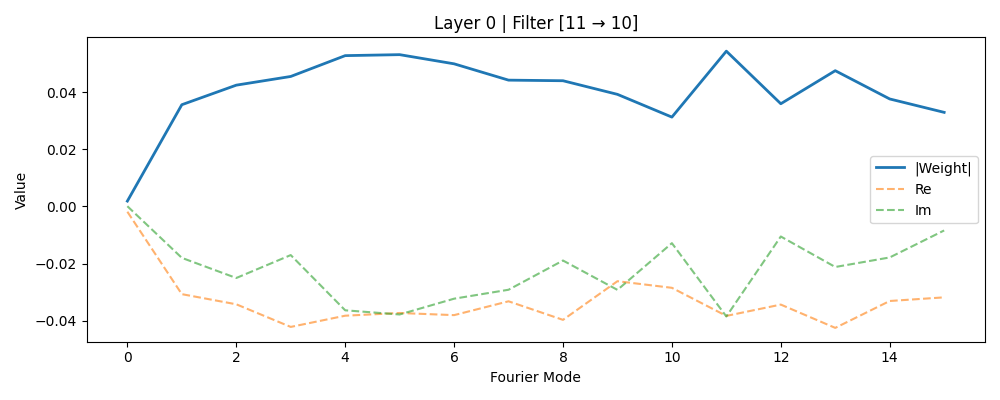 Layer 0 | Filter [11 → 10]
0.04
0.02
0.00
−0.02
−0.04
Value
|Weight|
Re
Im
0 2 4 6 8 10 12 14
Fourier Mode